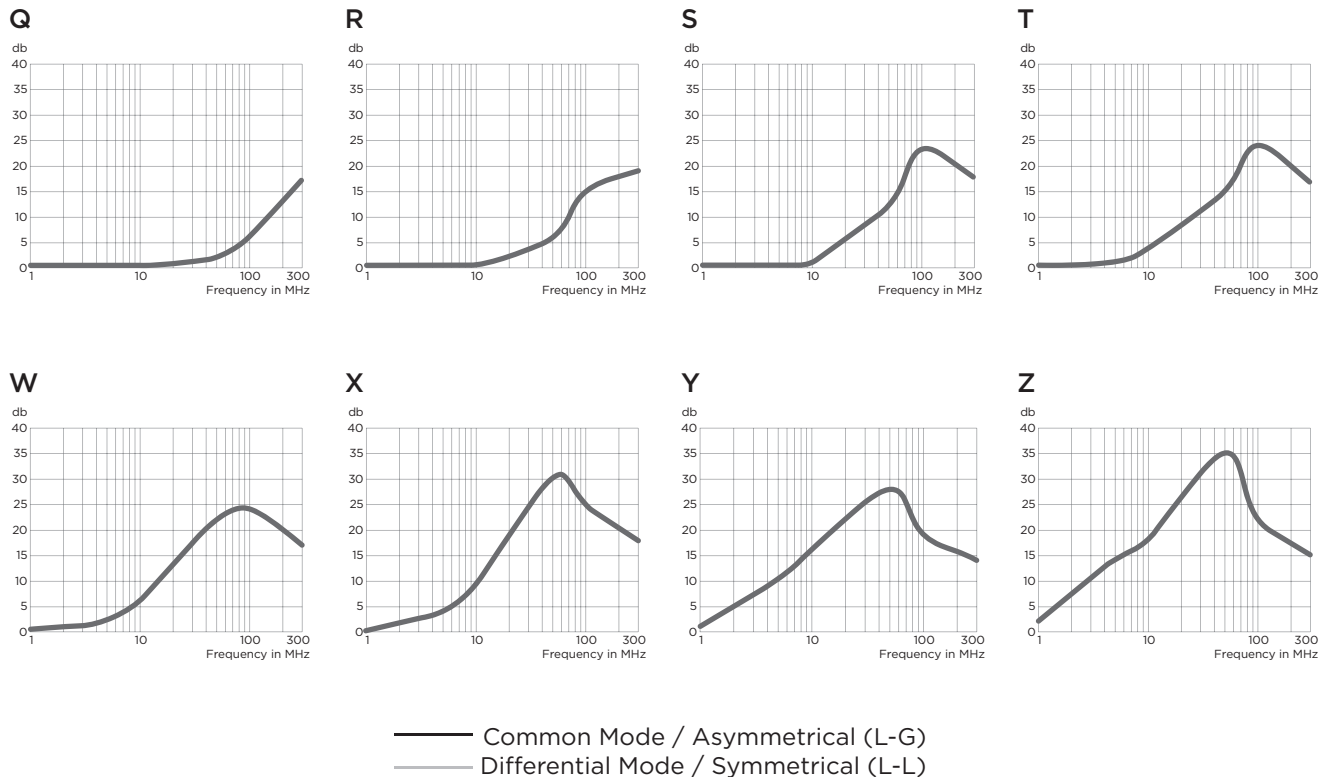 Q R S T
db db db db
40 40 40 40
35 35 35 35
30 30 30 30
25 25 25 25
20 20 20 20
15 15 15 15
10 10 10 10
5 5 5 5
0 0 0 0
1 10 100 300 1 10 100 300 1 10 100 300 1 10 100 300
Frequency in MHz Frequency in MHz Frequency in MHz Frequency in MHz
W X Y Z
db db db db
40 40 40 40
35 35 35 35
30 30 30 30
25 25 25 25
20 20 20 20
15 15 15 15
10 10 10 10
5 5 5 5
0 0 0 0
1 10 100 300 1 10 100 300 1 10 100 300 1 10 100 300
Frequency in MHz Frequency in MHz Frequency in MHz Frequency in MHz
Common Mode / Asymmetrical (L-G)
Differential Mode / Symmetrical (L-L)